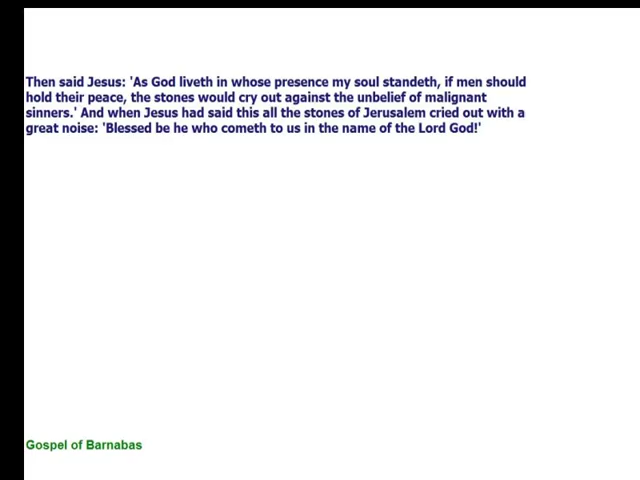 Then said Jesus: 'As God liveth in whose presence my soul standeth, if men should
hold their peace, the stones would cry out against the unbelief of malignant
sinners.' And when Jesus had said this all the stones of Jerusalem cried out with a
great noise: 'Blessed be he who cometh to us in the name of the Lord God!'
Gospel of Barnabas